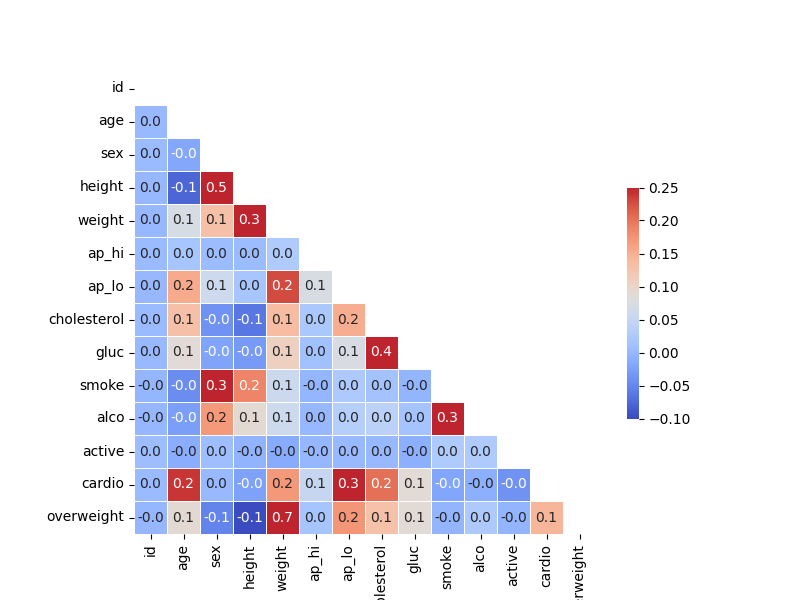 id
age 0.0
sex 0.0 -0.0
height 0.0 -0.1 0.5
weight 0.0 0.1 0.1 0.3
ap_hi 0.0 0.0 0.0 0.0 0.0
ap_lo 0.0 0.2 0.1 0.0 0.2 0.1
cholesterol 0.0 0.1 -0.0 -0.1 0.1 0.0 0.2
gluc 0.0 0.1 -0.0 -0.0 0.1 0.0 0.1 0.4
smoke -0.0 -0.0 0.3 0.2 0.1 -0.0 0.0 0.0 -0.0
alco -0.0 -0.0 0.2 0.1 0.1 0.0 0.0 0.0 0.0 0.3
active 0.0 -0.0 0.0 -0.0 -0.0 -0.0 0.0 0.0 -0.0 0.0 0.0
cardio 0.0 0.2 0.0 -0.0 0.2 0.1 0.3 0.2 0.1 -0.0 -0.0 -0.0
overweight -0.0 0.1 -0.1 -0.1 0.7 0.0 0.2 0.1 0.1 -0.0 0.0 -0.0 0.1
id
age
sex
height
weight
ap_hi
ap_lo
olesterol
gluc
smoke
alco
active
cardio
rweight
0.25
0.20
0.15
0.10
0.05
0.00
−0.05
−0.10